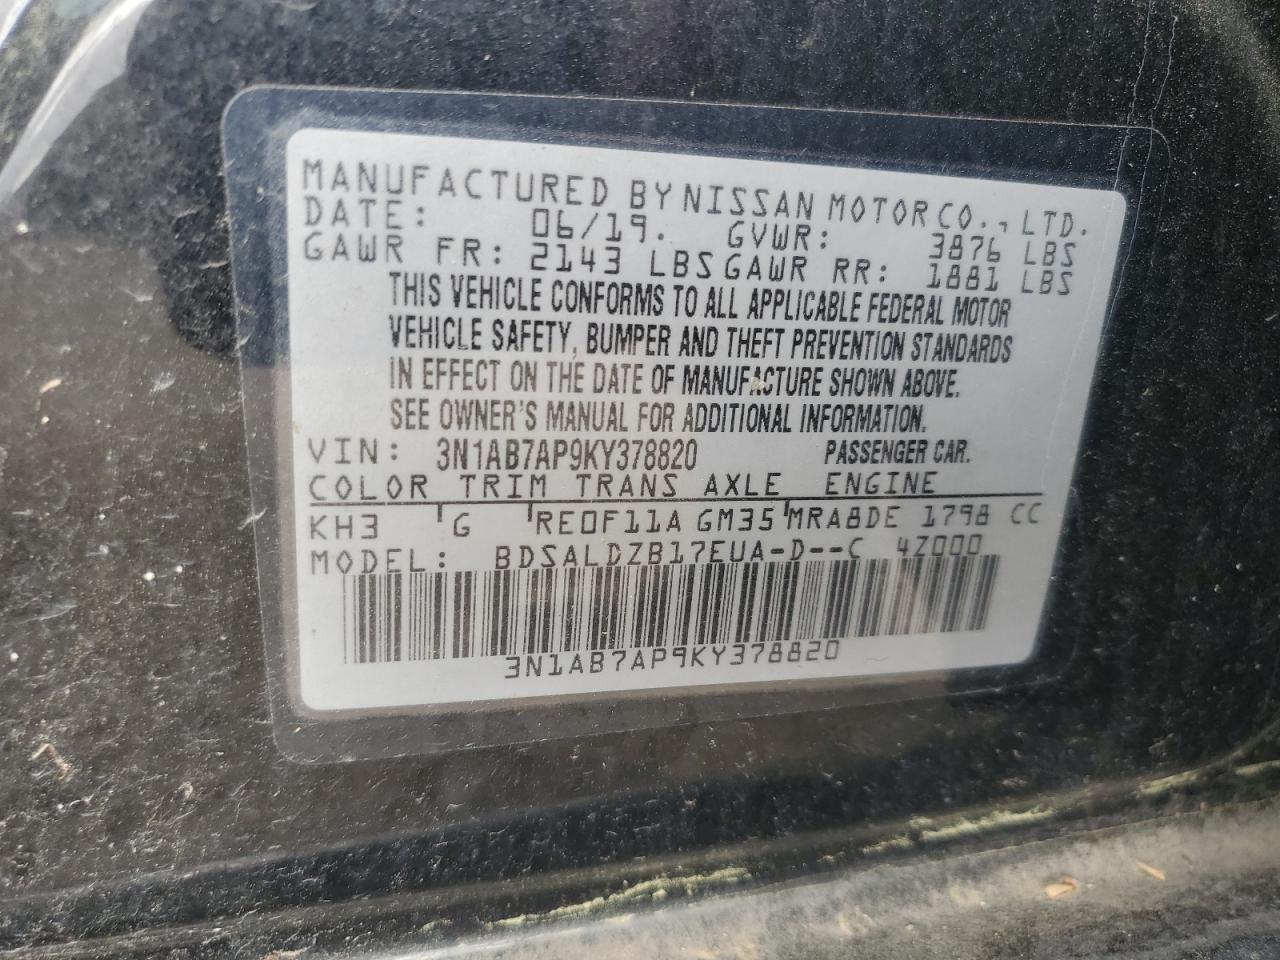 MANUFACTURED BY NISSAN MOTOR CO., LTD.
DATE: 06/19. GVWR: 3876 LBS
GAWR FR: 2143 LBS GAWR RR: 1881 LBS
THIS VEHICLE CONFORMS TO ALL APPLICABLE FEDERAL MOTOR
VEHICLE SAFETY, BUMPER AND THEFT PREVENTION STANDARDS
IN EFFECT ON THE DATE OF MANUFACTURE SHOWN ABOVE.
SEE OWNER'S MANUAL FOR ADDITIONAL INFORMATION.
VIN: 3N1AB7AP9KY378820 PASSENGER CAR.
COLOR TRIM TRANS AXLE ENGINE
KH3 G RE0F11A GM35 MRA8DE 1798 CC
MODEL: BDSALDZB17EUA-D--C 4Z000
3N1AB7AP9KY378820